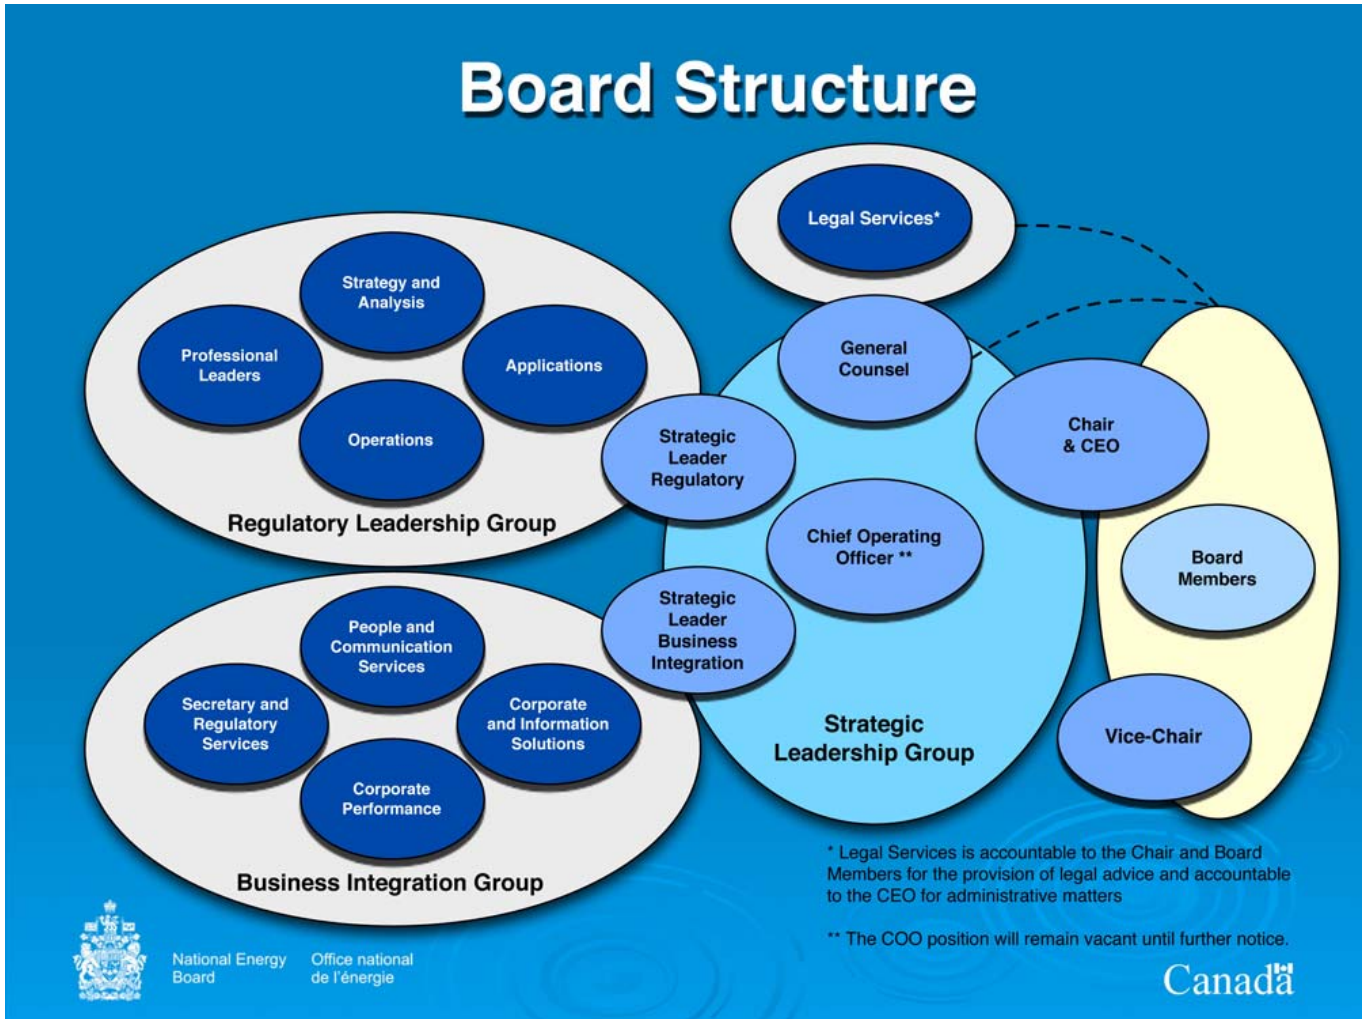 Board Structure
Legal Services*
Strategy and
Analysis
Professional
Leaders
Applications
Operations
Regulatory Leadership Group
General
Counsel
Strategic
Leader
Regulatory
Chair
& CEO
Chief Operating
Officer **
Board
Members
Strategic
Leader
Business
Integration
Strategic
Leadership Group
Vice-Chair
People and
Communication
Services
Secretary and
Regulatory
Services
Corporate
and Information
Solutions
Corporate
Performance
Business Integration Group
* Legal Services is accountable to the Chair and Board
Members for the provision of legal advice and accountable
to the CEO for administrative matters
** The COO position will remain vacant until further notice.
National Energy
Board
Office national
de l'énergie
Canada